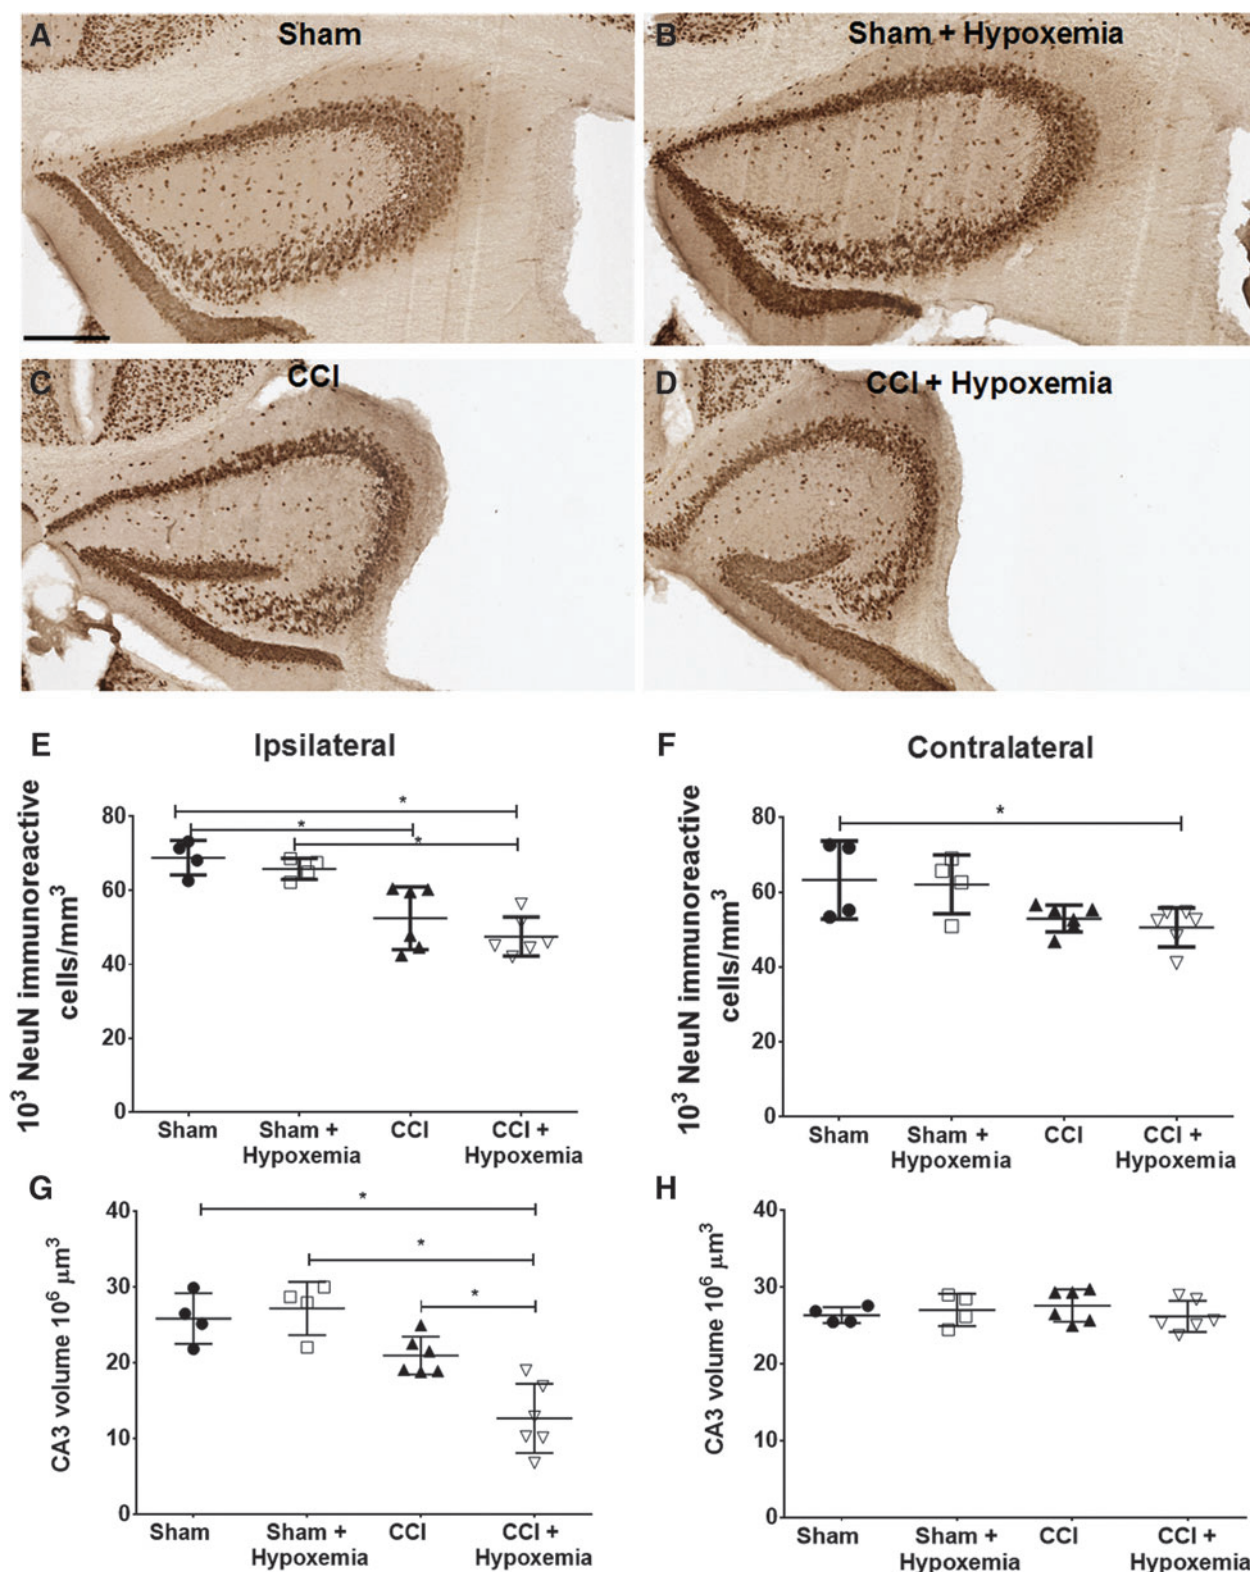 A Sham
B Sham + Hypoxemia
C CCI
D CCI + Hypoxemia
E Ipsilateral
10³ NeuN immunoreactive
cells/mm³
80
60
40
20
0
* * *
Sham Sham + CCI CCI +
Hypoxemia Hypoxemia
F Contralateral
10³ NeuN immunoreactive
cells/mm³
80
60
40
20
0
*
Sham Sham + CCI CCI +
Hypoxemia Hypoxemia
G
CA3 volume 10⁶ μm³
40
30
20
10
0
* * *
Sham Sham + CCI CCI +
Hypoxemia Hypoxemia
H
CA3 volume 10⁶ μm³
40
30
20
10
0
Sham Sham + CCI CCI +
Hypoxemia Hypoxemia